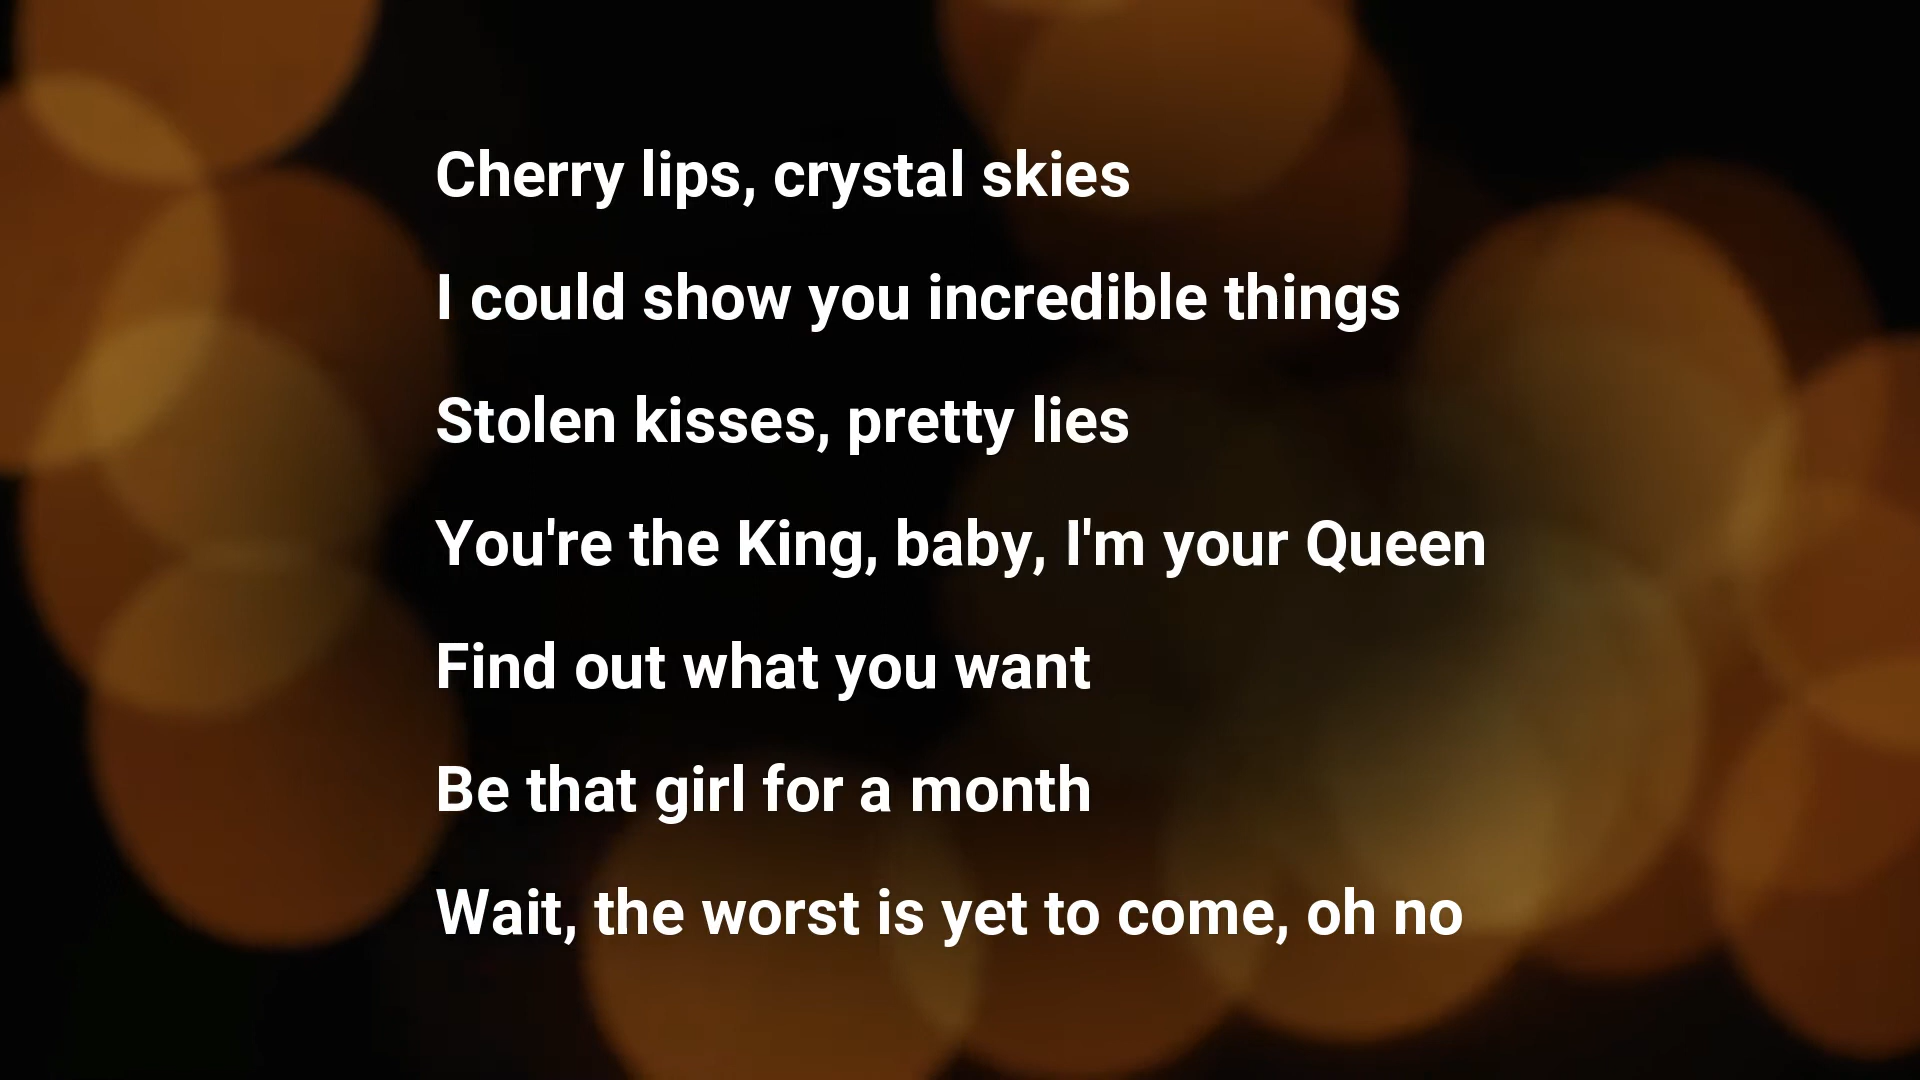 Cherry lips, crystal skies
I could show you incredible things
Stolen kisses, pretty lies
You're the King, baby, I'm your Queen
Find out what you want
Be that girl for a month
Wait, the worst is yet to come, oh no